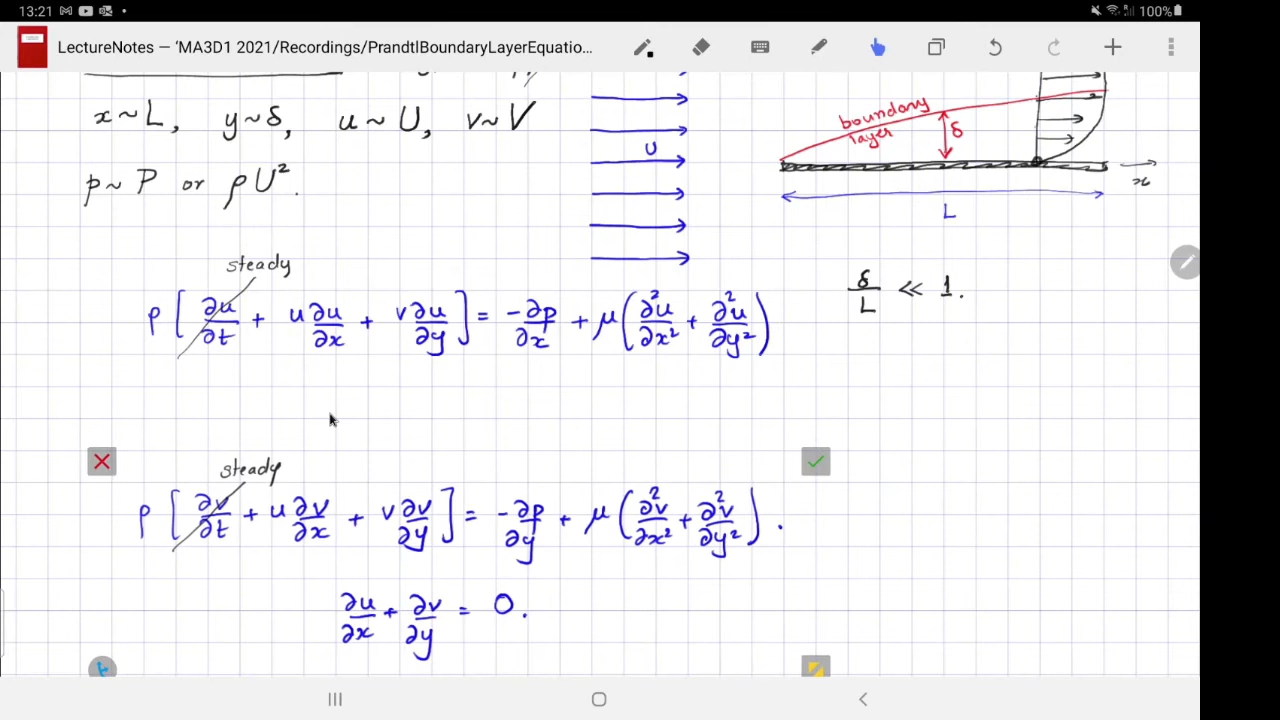 13:21 100%
LectureNotes — ‘MA3D1 2021/Recordings/PrandtlBoundaryLayerEquatio...
x ~ L, y ~ δ, u ~ U, v ~ V
p ~ P or ρU².
U
boundary
layer
δ
x
L
δ/L ≪ 1.
steady
ρ[∂u/∂t + u∂u/∂x + v∂u/∂y] = -∂p/∂x + μ(∂²u/∂x² + ∂²u/∂y²)
steady
ρ[∂v/∂t + u∂v/∂x + v∂v/∂y] = -∂p/∂y + μ(∂²v/∂x² + ∂²v/∂y²).
∂u/∂x + ∂v/∂y = 0.